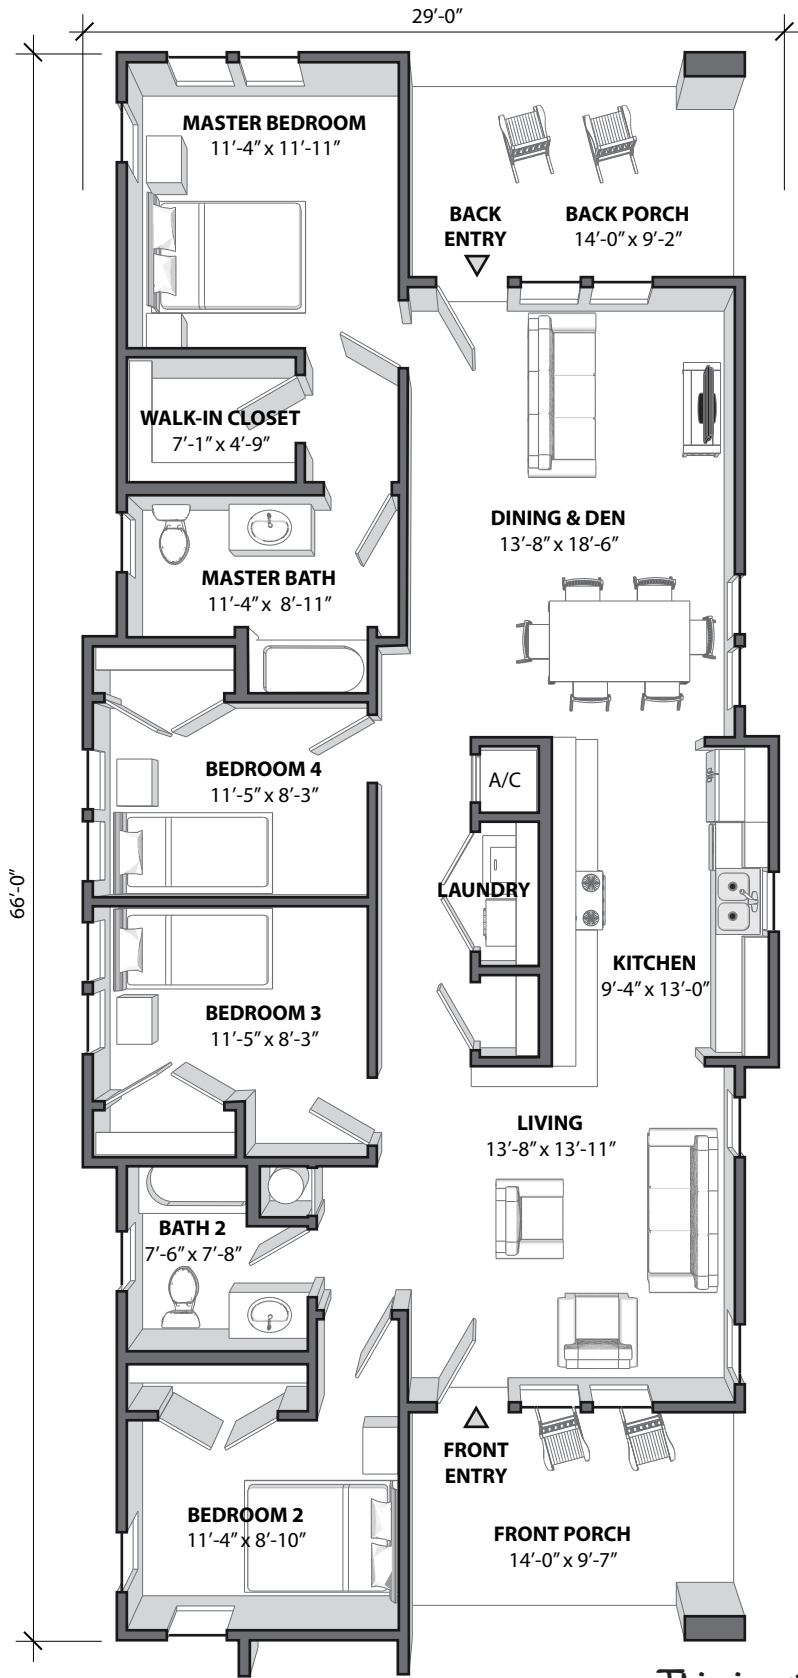 29′-0″
MASTER BEDROOM
11′-4″ x 11′-11″
BACK
ENTRY
BACK PORCH
14′-0″ x 9′-2″
WALK-IN CLOSET
7′-1″ x 4′-9″
DINING & DEN
13′-8″ x 18′-6″
MASTER BATH
11′-4″ x 8′-11″
BEDROOM 4
11′-5″ x 8′-3″
A/C
66′-0″
LAUNDRY
KITCHEN
9′-4″ x 13′-0″
BEDROOM 3
11′-5″ x 8′-3″
LIVING
13′-8″ x 13′-11″
BATH 2
7′-6″ x 7′-8″
FRONT
ENTRY
BEDROOM 2
11′-4″ x 8′-10″
FRONT PORCH
14′-0″ x 9′-7″